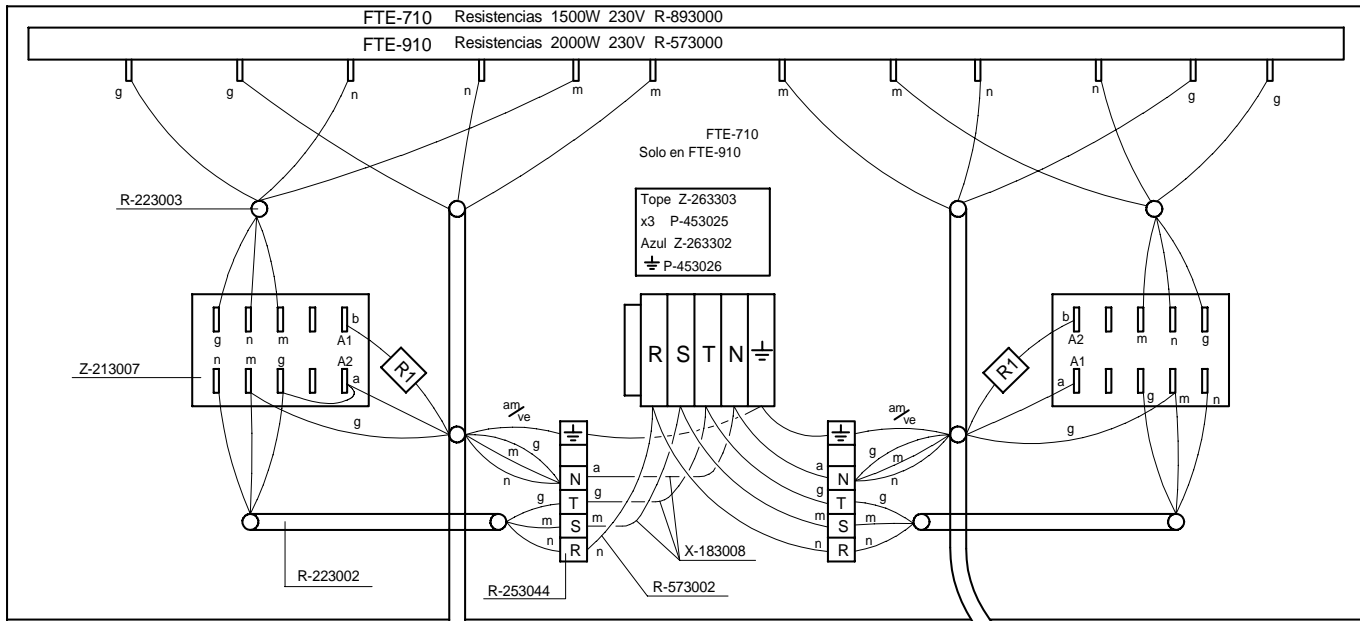 FTE-710 Resistencias 1500W 230V R-893000
FTE-910 Resistencias 2000W 230V R-573000
g g n n m m m m n n g g
FTE-710
Solo en FTE-910
R-223003
Tope Z-263303
x3 P-453025
Azul Z-263302
P-453026
g n m b
A1
n m g A2
a
Z-213007
R1
R S T N
R1
b
A2 m n g
A1
a g m n
g
am/ve
g
m
n
N a
g T g
m S m
n R n
am/ve
g
g
m
n
a N
g T g
m S m
n R n
X-183008
R-223002
R-253044
R-573002